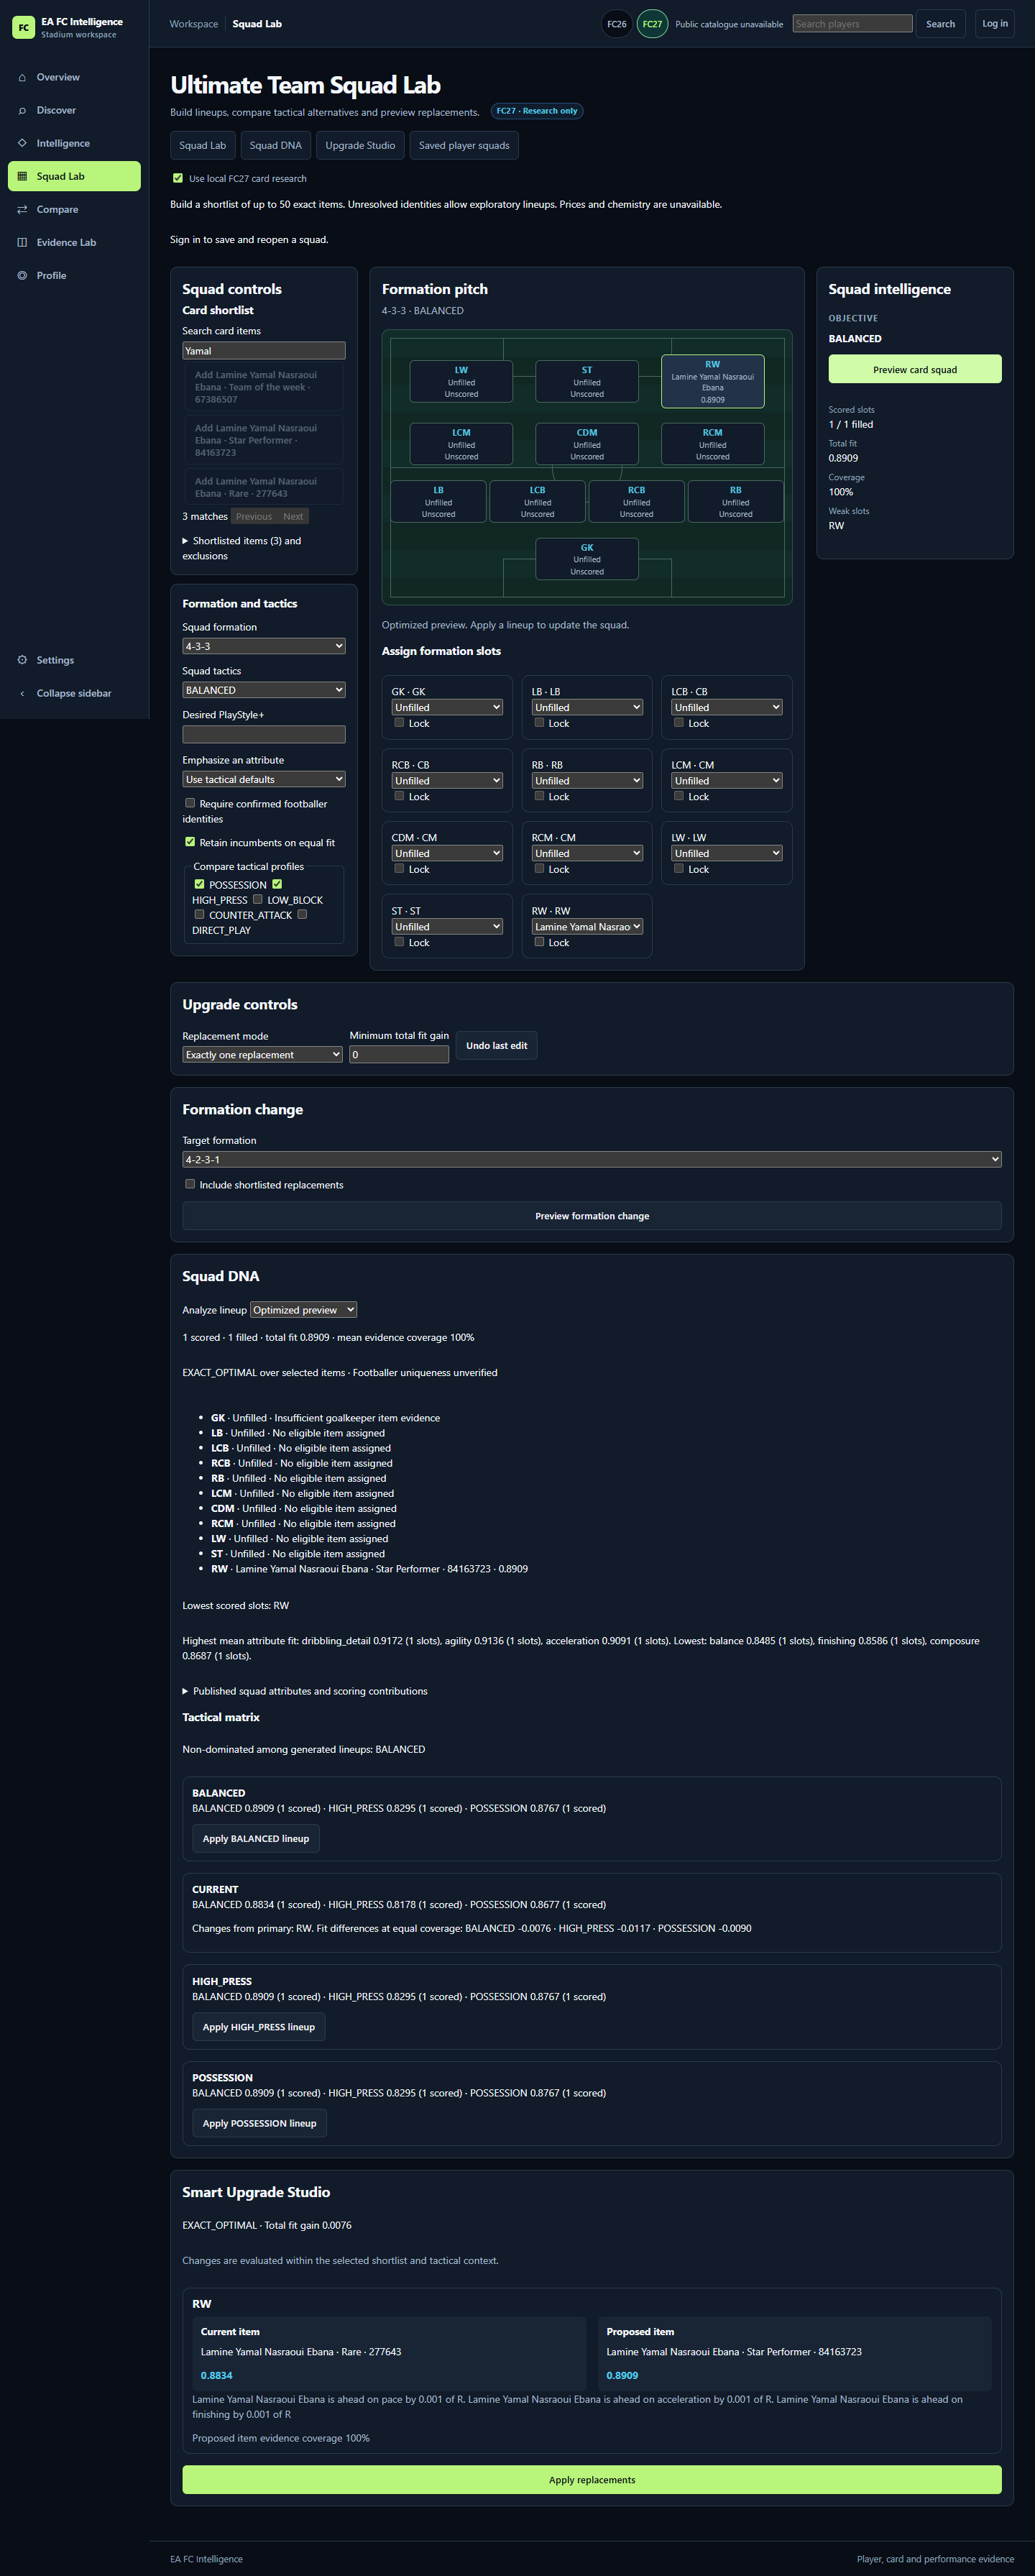 FC
EA FC Intelligence
Stadium workspace
Overview
Discover
Intelligence
Squad Lab
Compare
Evidence Lab
Profile
Settings
Collapse sidebar
Workspace
Squad Lab
FC26
FC27
Public catalogue unavailable
Search players
Search
Log in
Ultimate Team Squad Lab
Build lineups, compare tactical alternatives and preview replacements.
FC27 · Research only
Squad Lab
Squad DNA
Upgrade Studio
Saved player squads
Use local FC27 card research
Build a shortlist of up to 50 exact items. Unresolved identities allow exploratory lineups. Prices and chemistry are unavailable.
Sign in to save and reopen a squad.
Squad controls
Card shortlist
Search card items
Yamal
Add Lamine Yamal Nasraoui
Ebana · Team of the week ·
67386507
Add Lamine Yamal Nasraoui
Ebana · Star Performer ·
84163723
Add Lamine Yamal Nasraoui
Ebana · Rare · 277643
3 matches
Previous
Next
Shortlisted items (3) and
exclusions
Formation and tactics
Squad formation
4-3-3
Squad tactics
BALANCED
Desired PlayStyle+
Emphasize an attribute
Use tactical defaults
Require confirmed footballer
identities
Retain incumbents on equal fit
Compare tactical profiles
POSSESSION
HIGH_PRESS
LOW_BLOCK
COUNTER_ATTACK
DIRECT_PLAY
Formation pitch
4-3-3 · BALANCED
LW
Unfilled
Unscored
ST
Unfilled
Unscored
RW
Lamine Yamal Nasraoui
Ebana
0.8909
LCM
Unfilled
Unscored
CDM
Unfilled
Unscored
RCM
Unfilled
Unscored
LB
Unfilled
Unscored
LCB
Unfilled
Unscored
RCB
Unfilled
Unscored
RB
Unfilled
Unscored
GK
Unfilled
Unscored
Optimized preview. Apply a lineup to update the squad.
Assign formation slots
GK · GK
Unfilled
Lock
LB · LB
Unfilled
Lock
LCB · CB
Unfilled
Lock
RCB · CB
Unfilled
Lock
RB · RB
Unfilled
Lock
LCM · CM
Unfilled
Lock
CDM · CM
Unfilled
Lock
RCM · CM
Unfilled
Lock
LW · LW
Unfilled
Lock
ST · ST
Unfilled
Lock
RW · RW
Lamine Yamal Nasrao
Lock
Squad intelligence
OBJECTIVE
BALANCED
Preview card squad
Scored slots
1 / 1 filled
Total fit
0.8909
Coverage
100%
Weak slots
RW
Upgrade controls
Replacement mode
Exactly one replacement
Minimum total fit gain
0
Undo last edit
Formation change
Target formation
4-2-3-1
Include shortlisted replacements
Preview formation change
Squad DNA
Analyze lineup
Optimized preview
1 scored · 1 filled · total fit 0.8909 · mean evidence coverage 100%
EXACT_OPTIMAL over selected items · Footballer uniqueness unverified
• GK · Unfilled · Insufficient goalkeeper item evidence
• LB · Unfilled · No eligible item assigned
• LCB · Unfilled · No eligible item assigned
• RCB · Unfilled · No eligible item assigned
• RB · Unfilled · No eligible item assigned
• LCM · Unfilled · No eligible item assigned
• CDM · Unfilled · No eligible item assigned
• RCM · Unfilled · No eligible item assigned
• LW · Unfilled · No eligible item assigned
• ST · Unfilled · No eligible item assigned
• RW · Lamine Yamal Nasraoui Ebana · Star Performer · 84163723 · 0.8909
Lowest scored slots: RW
Highest mean attribute fit: dribbling_detail 0.9172 (1 slots), agility 0.9136 (1 slots), acceleration 0.9091 (1 slots). Lowest: balance 0.8485 (1 slots), finishing 0.8586 (1 slots), composure
0.8687 (1 slots).
Published squad attributes and scoring contributions
Tactical matrix
Non-dominated among generated lineups: BALANCED
BALANCED
BALANCED 0.8909 (1 scored) · HIGH_PRESS 0.8295 (1 scored) · POSSESSION 0.8767 (1 scored)
Apply BALANCED lineup
CURRENT
BALANCED 0.8834 (1 scored) · HIGH_PRESS 0.8178 (1 scored) · POSSESSION 0.8677 (1 scored)
Changes from primary: RW. Fit differences at equal coverage: BALANCED -0.0076 · HIGH_PRESS -0.0117 · POSSESSION -0.0090
HIGH_PRESS
BALANCED 0.8909 (1 scored) · HIGH_PRESS 0.8295 (1 scored) · POSSESSION 0.8767 (1 scored)
Apply HIGH_PRESS lineup
POSSESSION
BALANCED 0.8909 (1 scored) · HIGH_PRESS 0.8295 (1 scored) · POSSESSION 0.8767 (1 scored)
Apply POSSESSION lineup
Smart Upgrade Studio
EXACT_OPTIMAL · Total fit gain 0.0076
Changes are evaluated within the selected shortlist and tactical context.
RW
Current item
Lamine Yamal Nasraoui Ebana · Rare · 277643
0.8834
Proposed item
Lamine Yamal Nasraoui Ebana · Star Performer · 84163723
0.8909
Lamine Yamal Nasraoui Ebana is ahead on pace by 0.001 of R. Lamine Yamal Nasraoui Ebana is ahead on acceleration by 0.001 of R. Lamine Yamal Nasraoui Ebana is ahead on
finishing by 0.001 of R
Proposed item evidence coverage 100%
Apply replacements
EA FC Intelligence
Player, card and performance evidence